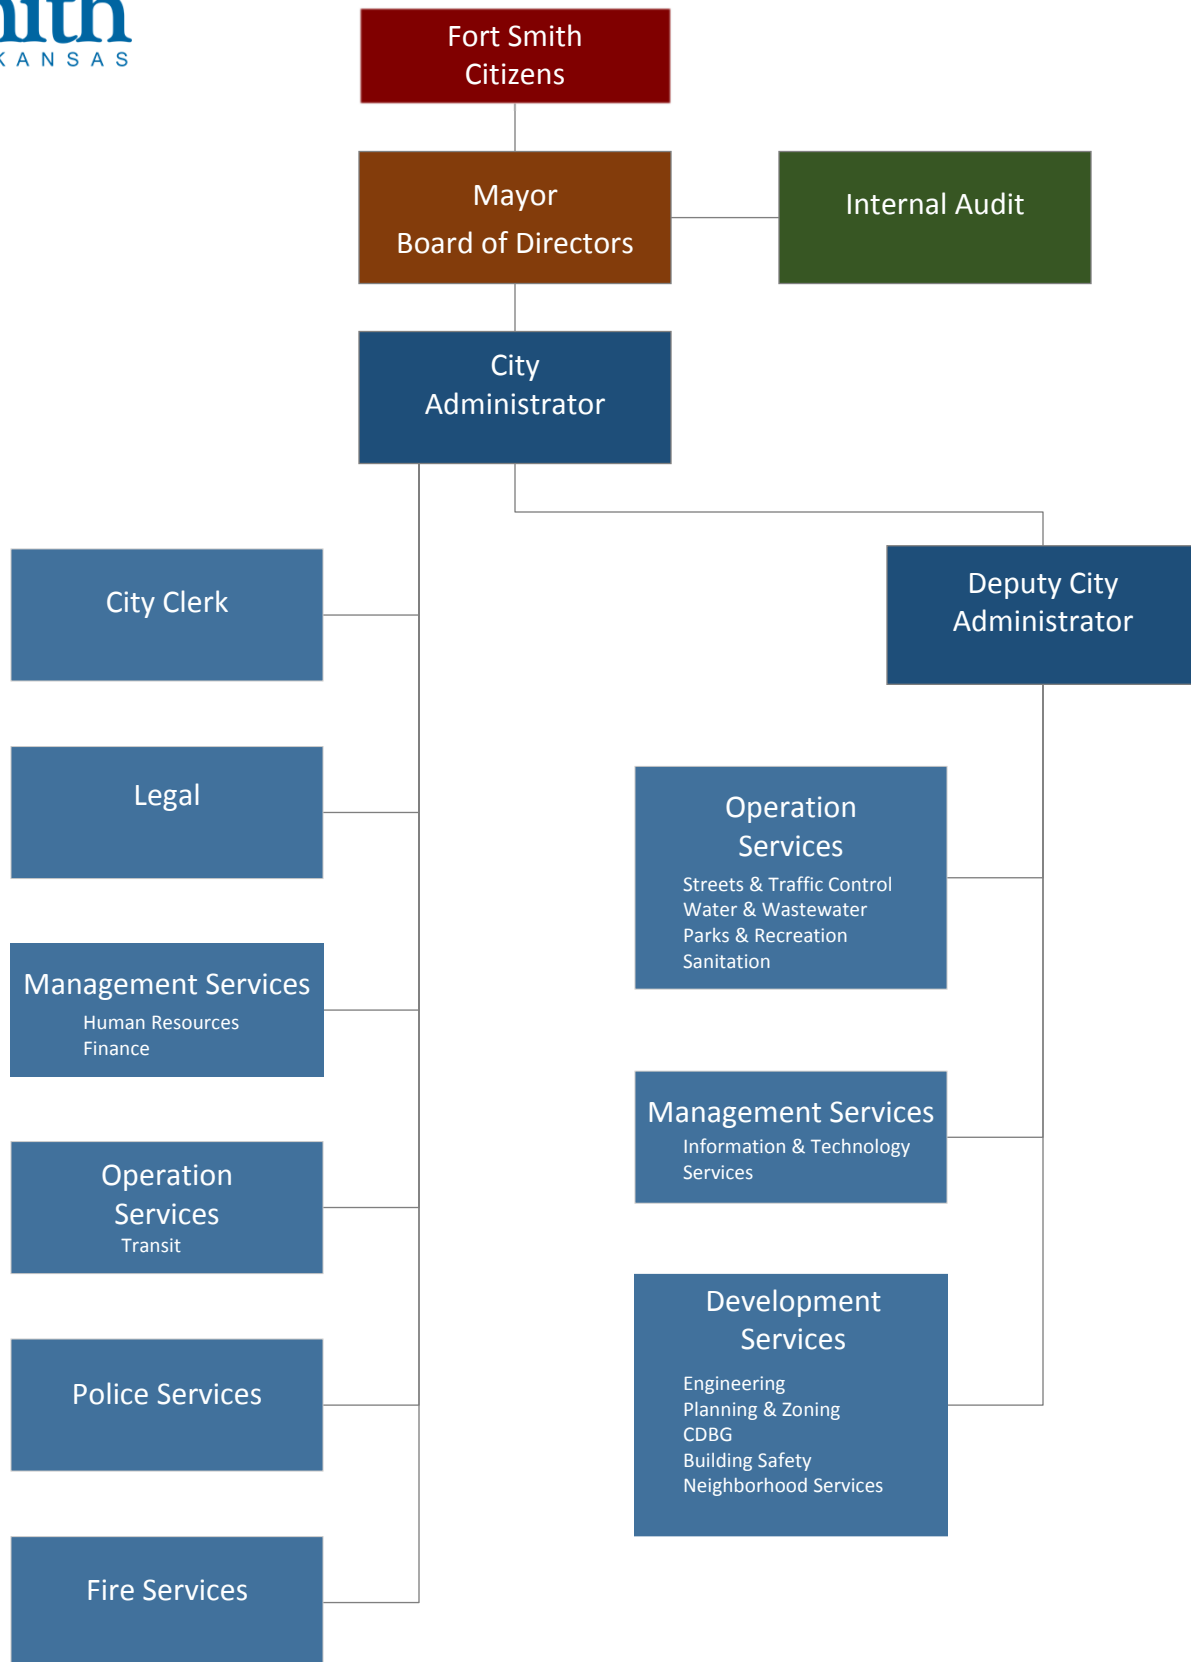 KANSAS
Fort Smith
Citizens
Mayor
Board of Directors
Internal Audit
City
Administrator
City Clerk
Deputy City
Administrator
Legal
Operation
Services
Streets & Traffic Control
Water & Wastewater
Parks & Recreation
Sanitation
Management Services
Human Resources
Finance
Management Services
Information & Technology
Services
Operation
Services
Transit
Development
Services
Engineering
Planning & Zoning
CDBG
Building Safety
Neighborhood Services
Police Services
Fire Services